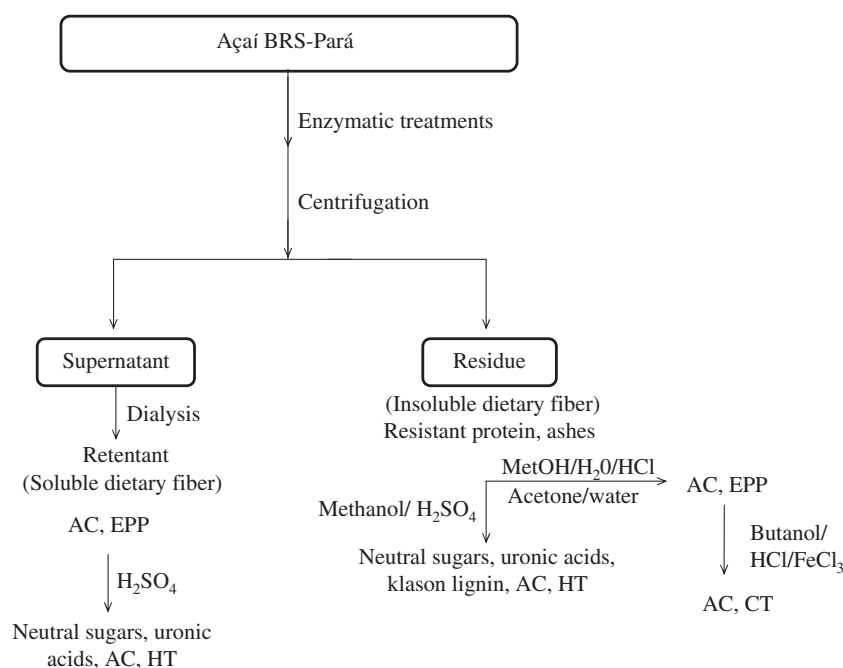 Açaí BRS-Pará
Enzymatic treatments
Centrifugation
Supernatant
Dialysis
Retentant
(Soluble dietary fiber)
AC, EPP
H₂SO₄
Neutral sugars, uronic
acids, AC, HT
Residue
(Insoluble dietary fiber)
Resistant protein, ashes
Methanol/ H₂SO₄
Neutral sugars, uronic acids,
klason lignin, AC, HT
MetOH/H₂0/HCl
Acetone/water
AC, EPP
Butanol/
HCl/FeCl₃
AC, CT